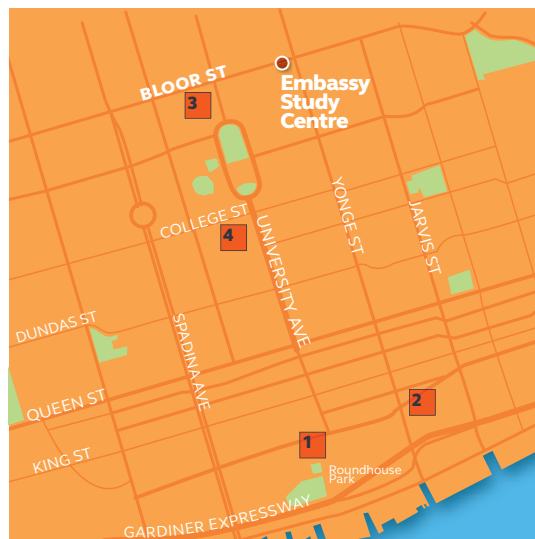 BLOOR ST
Embassy
Study
Centre
3
COLLEGE ST
4
UNIVERSITY AVE
YONGE ST
JARVIS ST
DUNDAS ST
SPADINA AVE
QUEEN ST
2
KING ST
1
Roundhouse
Park
GARDINER EXPRESSWAY